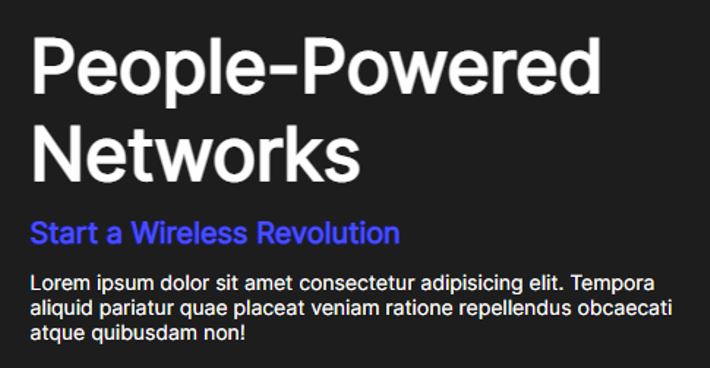 People-Powered
Networks
Start a Wireless Revolution
Lorem ipsum dolor sit amet consectetur adipisicing elit. Tempora
aliquid pariatur quae placeat veniam ratione repellendus obcaecati
atque quibusdam non!